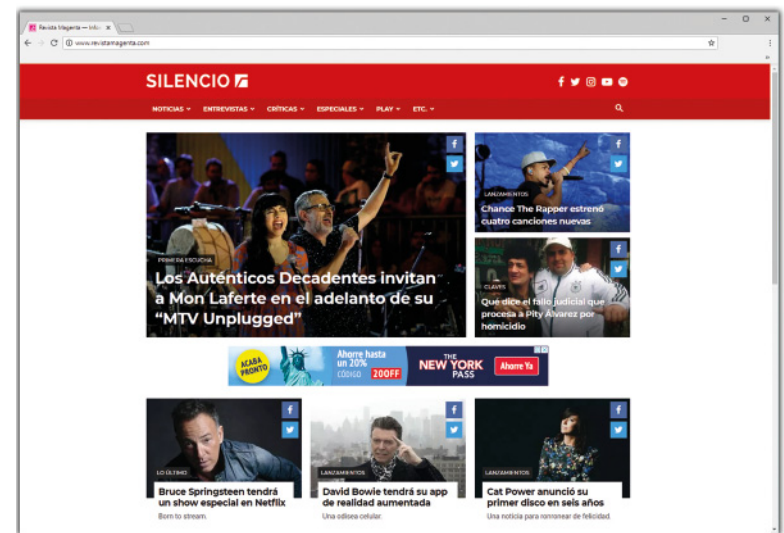 Revista Magenta — Mús
www.revistamagenta.com
SILENCIO
NOTICIAS ENTREVISTAS CRÍTICAS ESPECIALES PLAY ETC.
PRIMERA ESCUCHA
Los Auténticos Decadentes invitan
a Mon Laferte en el adelanto de su
“MTV Unplugged”
LANZAMIENTOS
Chance The Rapper estrenó
cuatro canciones nuevas
CLAVES
Qué dice el fallo judicial que
procesa a Pity Álvarez por
homicidio
ACABA
PRONTO
Ahorre hasta
un 20%
CÓDIGO 20OFF
THE
NEW YORK
PASS
Ahorre Ya
LO ÚLTIMO
Bruce Springsteen tendrá
un show especial en Netflix
Born to stream.
LANZAMIENTOS
David Bowie tendrá su app
de realidad aumentada
Una odisea celular.
LANZAMIENTOS
Cat Power anunció su
primer disco en seis años
Una noticia para ronronear de felicidad.